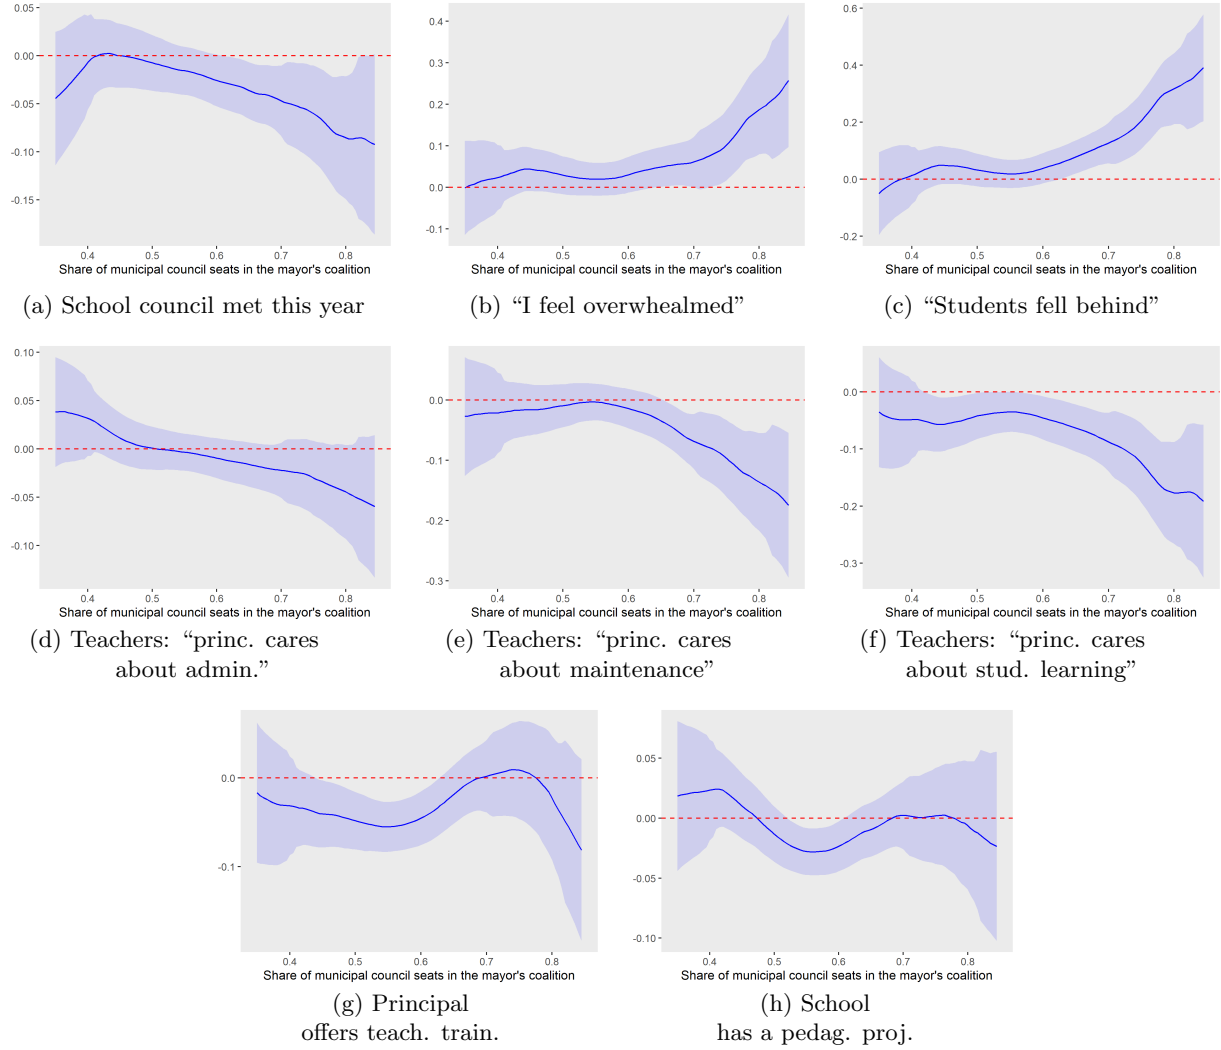 0.05
0.00
-0.05
-0.10
-0.15
0.4 0.5 0.6 0.7 0.8
Share of municipal council seats in the mayor's coalition
(a) School council met this year
0.4
0.3
0.2
0.1
0.0
-0.1
0.4 0.5 0.6 0.7 0.8
Share of municipal council seats in the mayor's coalition
(b) “I feel overwhealmed”
0.6
0.4
0.2
0.0
-0.2
0.4 0.5 0.6 0.7 0.8
Share of municipal council seats in the mayor's coalition
(c) “Students fell behind”
0.10
0.05
0.00
-0.05
-0.10
0.4 0.5 0.6 0.7 0.8
Share of municipal council seats in the mayor's coalition
(d) Teachers: “princ. cares
about admin.”
0.0
-0.1
-0.2
-0.3
0.4 0.5 0.6 0.7 0.8
Share of municipal council seats in the mayor's coalition
(e) Teachers: “princ. cares
about maintenance”
0.0
-0.1
-0.2
-0.3
0.4 0.5 0.6 0.7 0.8
Share of municipal council seats in the mayor's coalition
(f) Teachers: “princ. cares
about stud. learning”
0.0
-0.1
0.4 0.5 0.6 0.7 0.8
Share of municipal council seats in the mayor's coalition
(g) Principal
offers teach. train.
0.05
0.00
-0.05
-0.10
0.4 0.5 0.6 0.7 0.8
Share of municipal council seats in the mayor's coalition
(h) School
has a pedag. proj.